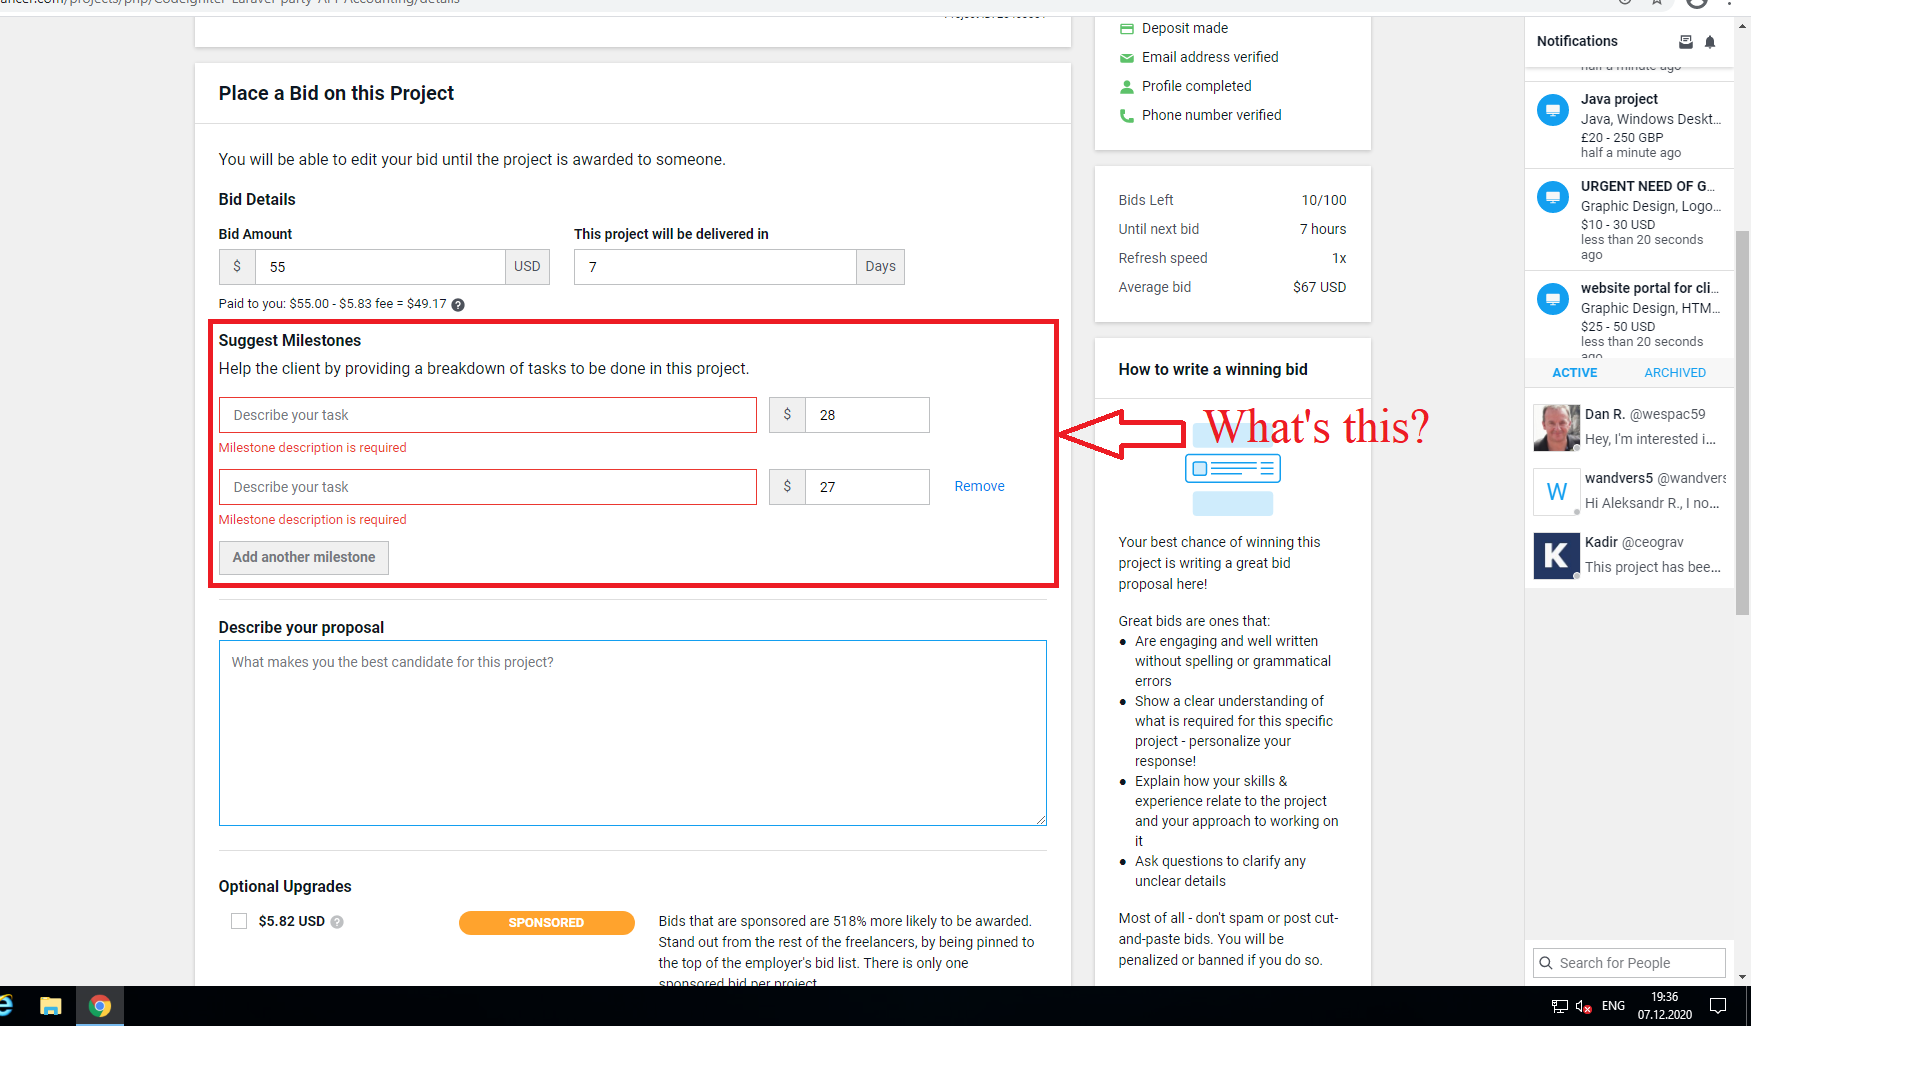 Place a Bid on this Project
You will be able to edit your bid until the project is awarded to someone.
Bid Details
Bid Amount
This project will be delivered in
$ 55 USD
7 Days
Paid to you: $55.00 - $5.83 fee = $49.17 ?
Suggest Milestones
Help the client by providing a breakdown of tasks to be done in this project.
Describe your task
$ 28
Milestone description is required
Describe your task
$ 27
Remove
Milestone description is required
Add another milestone
Describe your proposal
What makes you the best candidate for this project?
Optional Upgrades
$5.82 USD ?
SPONSORED
Bids that are sponsored are 518% more likely to be awarded.
Stand out from the rest of the freelancers, by being pinned to
the top of the employer's bid list. There is only one
sponsored bid per project.
Deposit made
Email address verified
Profile completed
Phone number verified
Bids Left 10/100
Until next bid 7 hours
Refresh speed 1x
Average bid $67 USD
How to write a winning bid
What's this?
Your best chance of winning this
project is writing a great bid
proposal here!
Great bids are ones that:
● Are engaging and well written
without spelling or grammatical
errors
● Show a clear understanding of
what is required for this specific
project - personalize your
response!
● Explain how your skills &
experience relate to the project
and your approach to working on
it
● Ask questions to clarify any
unclear details
Most of all - don't spam or post cut-
and-paste bids. You will be
penalized or banned if you do so.
Notifications
half a minute ago
Java project
Java, Windows Deskt...
£20 - 250 GBP
half a minute ago
URGENT NEED OF G...
Graphic Design, Logo...
$10 - 30 USD
less than 20 seconds
ago
website portal for cli...
Graphic Design, HTM...
$25 - 50 USD
less than 20 seconds
ago
ACTIVE ARCHIVED
Dan R. @wespac59
Hey, I'm interested i...
W
wandvers5 @wandvers
Hi Aleksandr R., I no...
K
Kadir @ceograv
This project has bee...
Search for People
ENG
19:36
07.12.2020